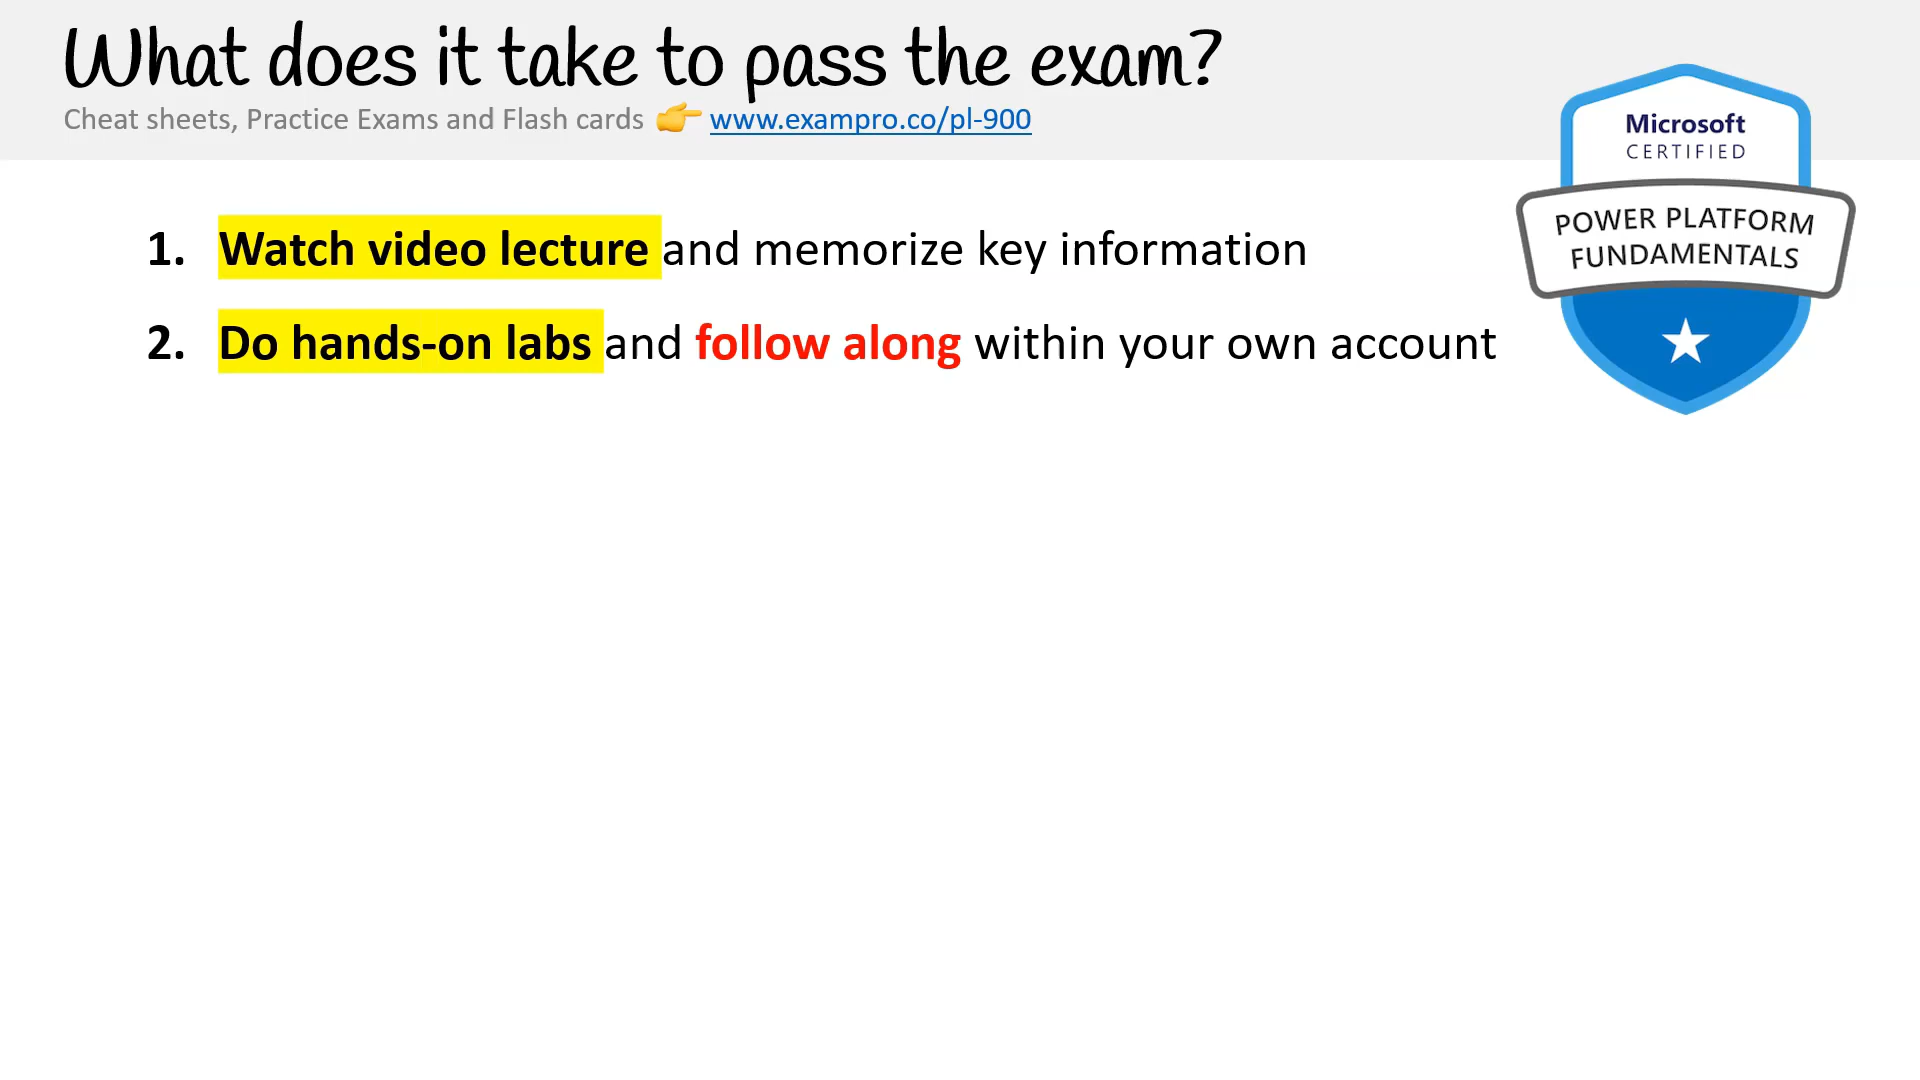 What does it take to pass the exam?
Cheat sheets, Practice Exams and Flash cards 👉 www.exampro.co/pl-900
Microsoft
CERTIFIED
POWER PLATFORM
FUNDAMENTALS
1. Watch video lecture and memorize key information
2. Do hands-on labs and follow along within your own account